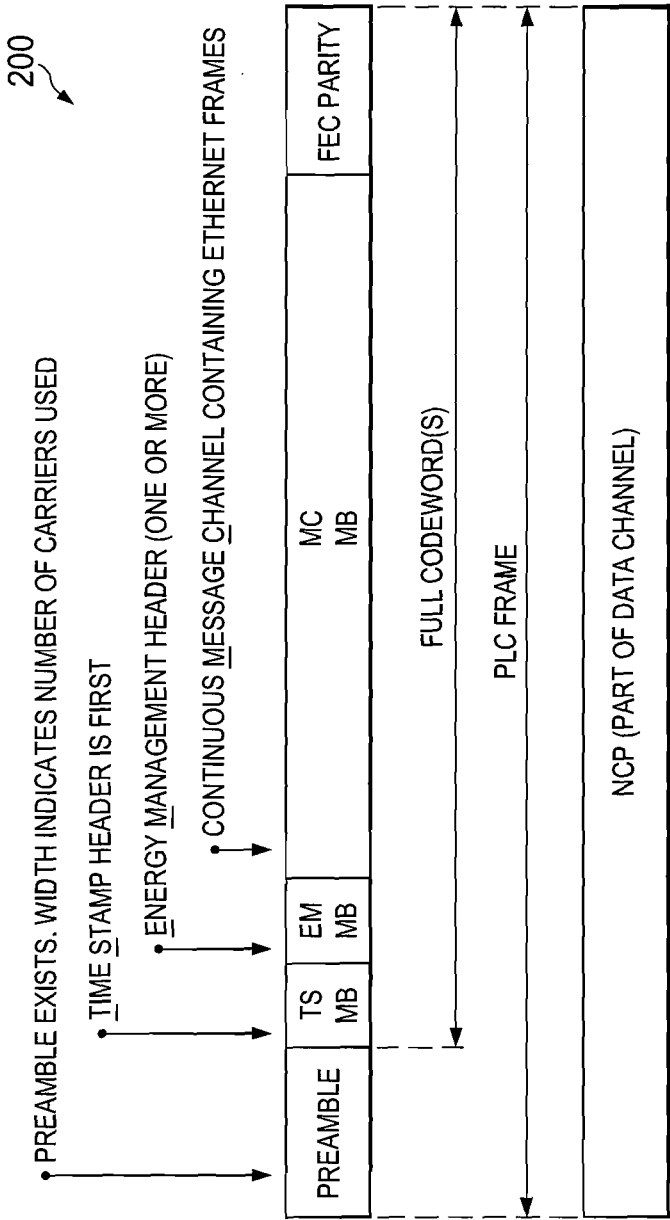 200
PREAMBLE EXISTS. WIDTH INDICATES NUMBER OF CARRIERS USED
TIME STAMP HEADER IS FIRST
ENERGY MANAGEMENT HEADER (ONE OR MORE)
CONTINUOUS MESSAGE CHANNEL CONTAINING ETHERNET FRAMES
PREAMBLE
TS
MB
EM
MB
MC
MB
FEC PARITY
FULL CODEWORD(S)
PLC FRAME
NCP (PART OF DATA CHANNEL)